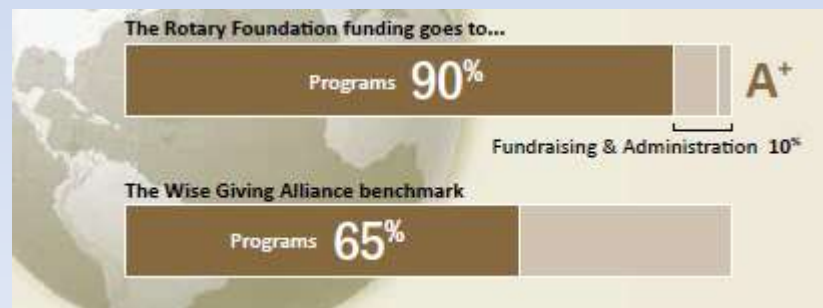 The Rotary Foundation funding goes to...
Programs 90%
A+
Fundraising & Administration 10%
The Wise Giving Alliance benchmark
Programs 65%